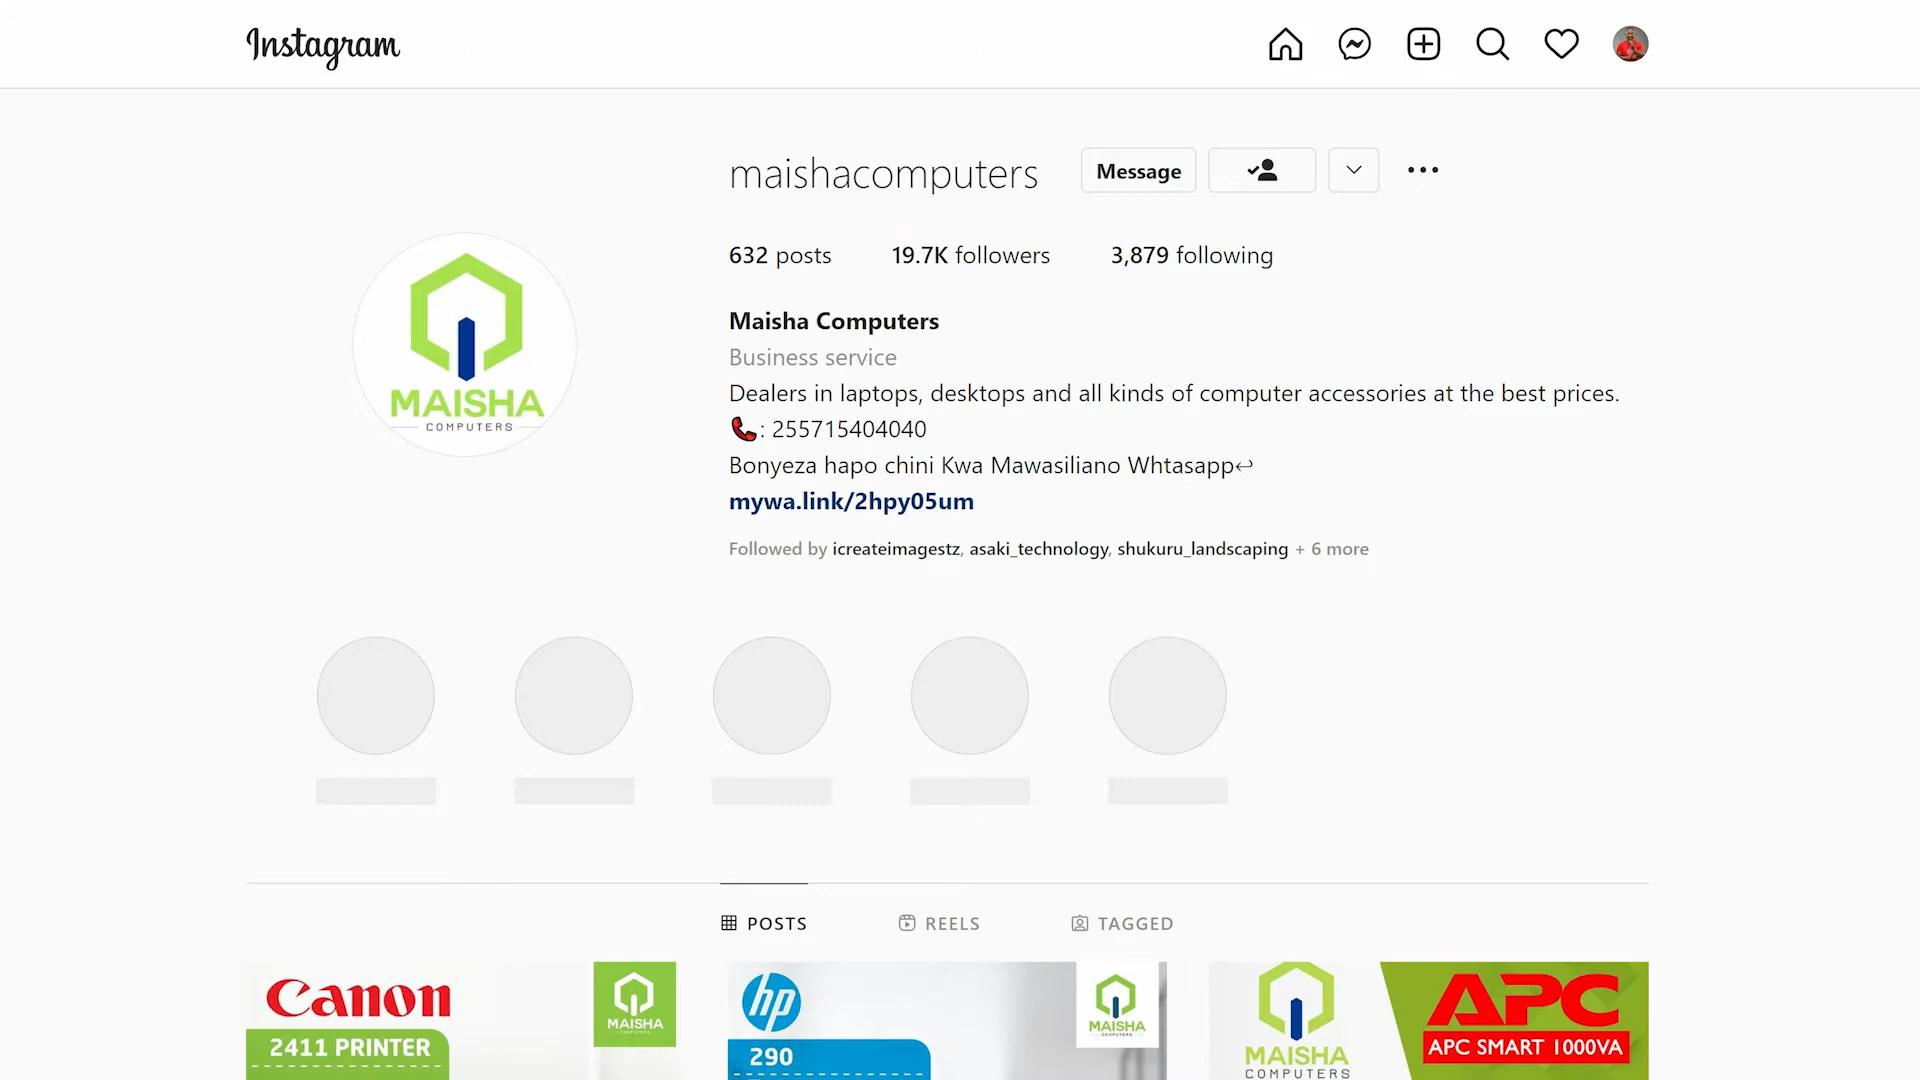 Instagram
maishacomputers
Message
632 posts 19.7K followers 3,879 following
Maisha Computers
Business service
Dealers in laptops, desktops and all kinds of computer accessories at the best prices.
📞: 255715404040
Bonyeza hapo chini Kwa Mawasiliano Whtasapp↩
mywa.link/2hpy05um
Followed by icreateimagestz, asaki_technology, shukuru_landscaping + 6 more
MAISHA
COMPUTERS
POSTS REELS TAGGED
Canon
2411 PRINTER
MAISHA
COMPUTERS
hp
290
MAISHA
COMPUTERS
MAISHA
COMPUTERS
APC
APC SMART 1000VA